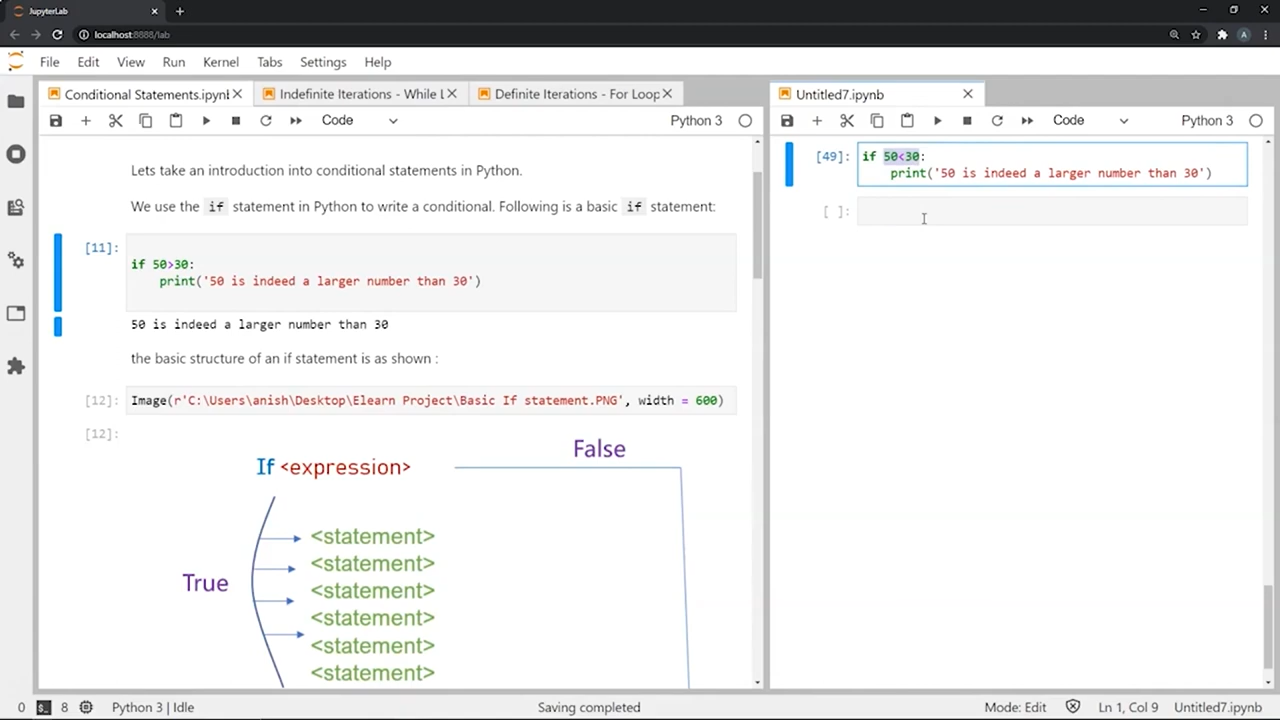 JupyterLab
localhost:8888/lab
A
File Edit View Run Kernel Tabs Settings Help
Conditional Statements.ipynb
Indefinite Iterations - While L
Definite Iterations - For Loop
Untitled7.ipynb
Code
Python 3
Code
Python 3
Lets take an introduction into conditional statements in Python.
We use the if statement in Python to write a conditional. Following is a basic if statement:
[11]:
if 50>30:
print('50 is indeed a larger number than 30')
50 is indeed a larger number than 30
the basic structure of an if statement is as shown :
[12]: Image(r'C:\Users\anish\Desktop\Elearn Project\Basic If statement.PNG', width = 600)
[12]:
False
If <expression>
<statement>
<statement>
True
<statement>
<statement>
<statement>
<statement>
[49]: if 50<30:
print('50 is indeed a larger number than 30')
[ ]:
0 8 Python 3 | Idle Saving completed Mode: Edit Ln 1, Col 9 Untitled7.ipynb